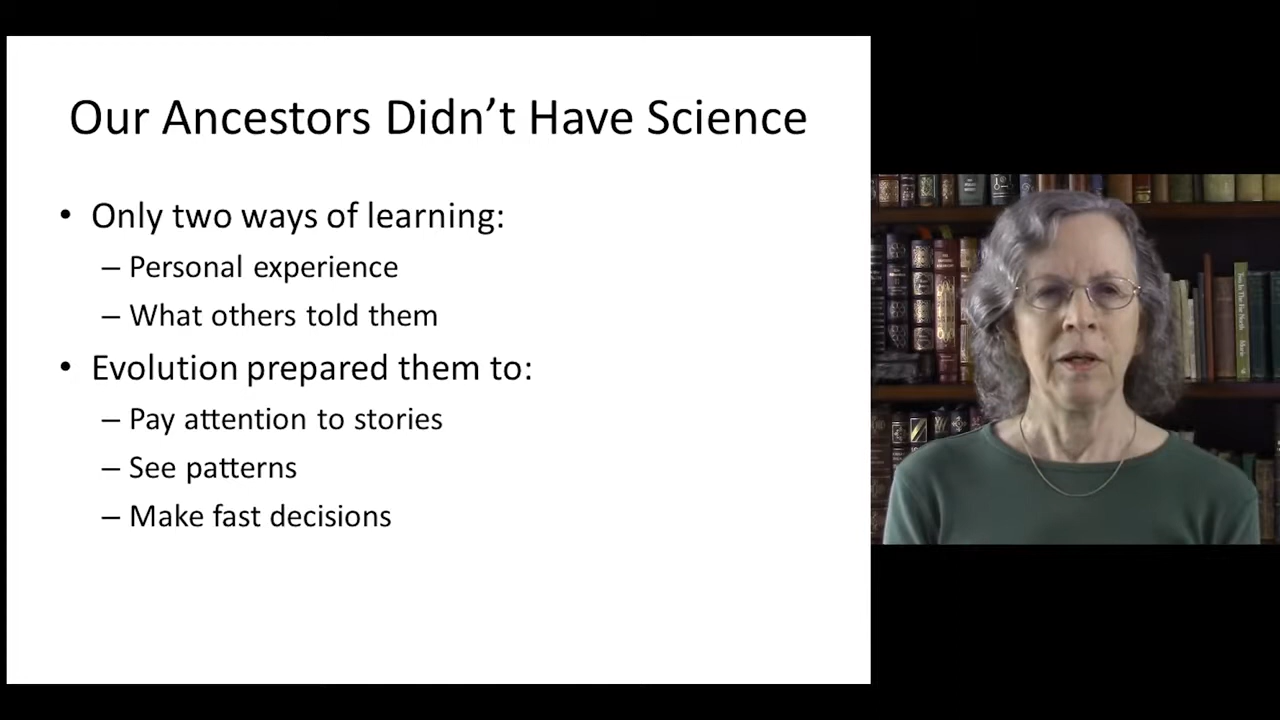 Our Ancestors Didn’t Have Science
• Only two ways of learning:
– Personal experience
– What others told them
• Evolution prepared them to:
– Pay attention to stories
– See patterns
– Make fast decisions